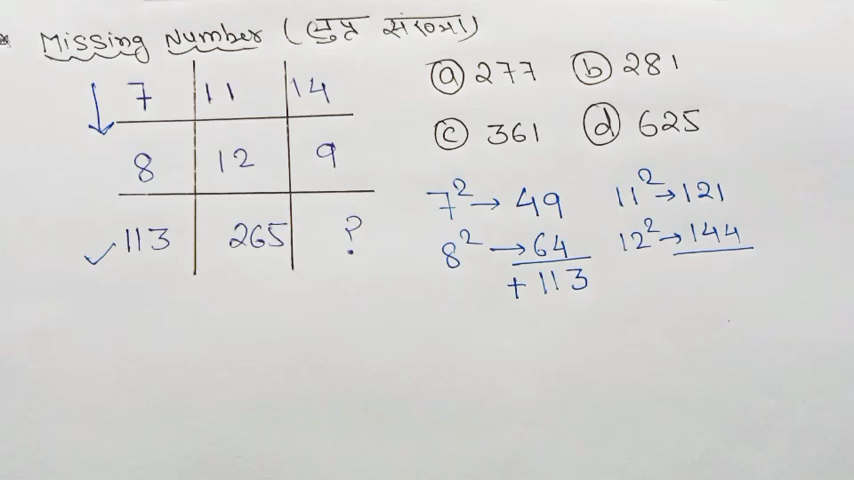 * Missing Number (लुप्त संख्या)
7 11 14
8 12 9
113 265 ?
ⓐ 277 ⓑ 281
ⓒ 361 ⓓ 625
7² → 49 11² → 121
8² → 64 12² → 144
+ 113